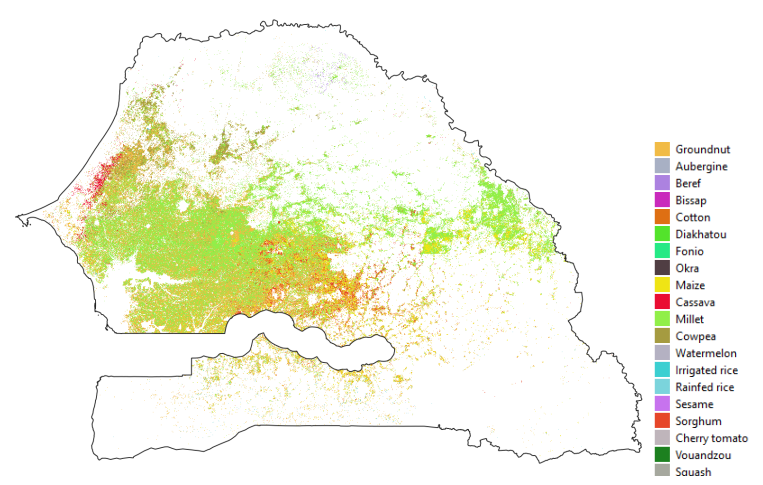 Groundnut
Aubergine
Beref
Bissap
Cotton
Diakhatou
Fonio
Okra
Maize
Cassava
Millet
Cowpea
Watermelon
Irrigated rice
Rainfed rice
Sesame
Sorghum
Cherry tomato
Vouandzou
Squash